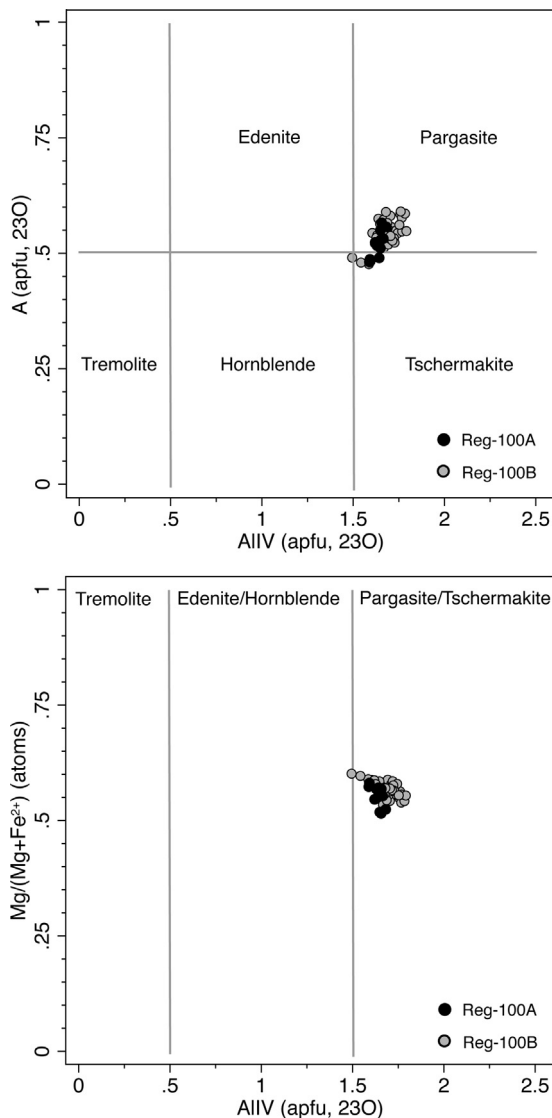 1
Edenite
Pargasite
.75
A (apfu, 23O)
.5
Tremolite
Hornblende
Tschermakite
.25
Reg-100A
Reg-100B
0
0
.5
1
1.5
2
2.5
AlIV (apfu, 23O)
1
Tremolite
Edenite/Hornblende
Pargasite/Tschermakite
.75
Mg/(Mg+Fe²⁺) (atoms)
.5
.25
Reg-100A
Reg-100B
0
0
.5
1
1.5
2
2.5
AlIV (apfu, 23O)